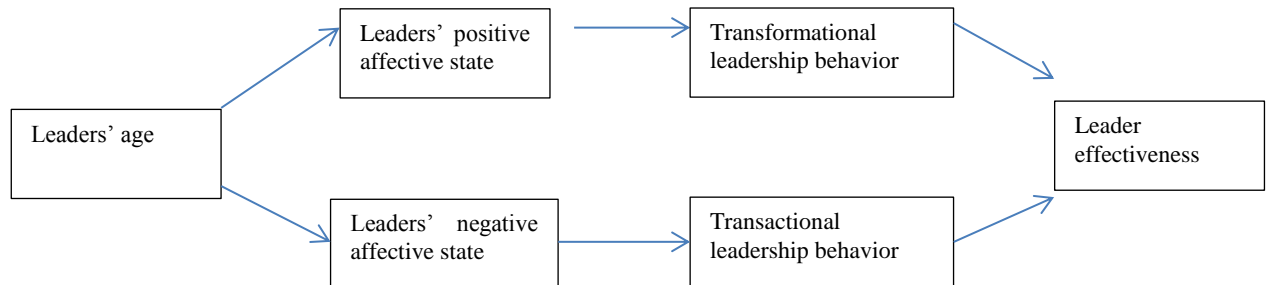 Leaders' positive
affective state
Transformational
leadership behavior
Leaders' age
Leader
effectiveness
Leaders' negative
affective state
Transactional
leadership behavior